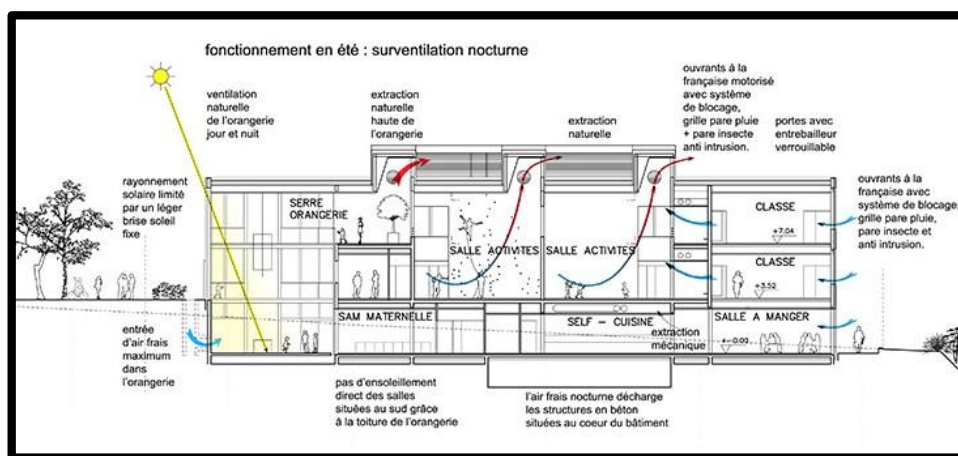 fonctionnement en été : surventilation nocturne
ventilation
naturelle
de l'orangerie
jour et nuit
extraction
naturelle
haute de
l'orangerie
extraction
naturelle
ouvrants à la
française motorisé
avec système
de blocage,
grille pare pluie
+ pare insecte
anti intrusion.
portes avec
entrebailleur
verrouillable
rayonnement
solaire limité
par un léger
brise soleil
fixe
ouvrants à la
française avec
système de blocage,
grille pare pluie,
pare insecte et
anti intrusion.
SERRE
ORANGERIE
SALLE ACTIVITES
SALLE ACTIVITES
CLASSE
+7.04
CLASSE
+3.52
SAM MATERNELLE
SELF - CUISINE
SALLE A MANGER
+-0.00
extraction
mécanique
entrée
d'air frais
maximum
dans
l'orangerie
pas d'ensoleillement
direct des salles
situées au sud grâce
à la toiture de l'orangerie
l'air frais nocturne décharge
les structures en béton
situées au coeur du bâtiment